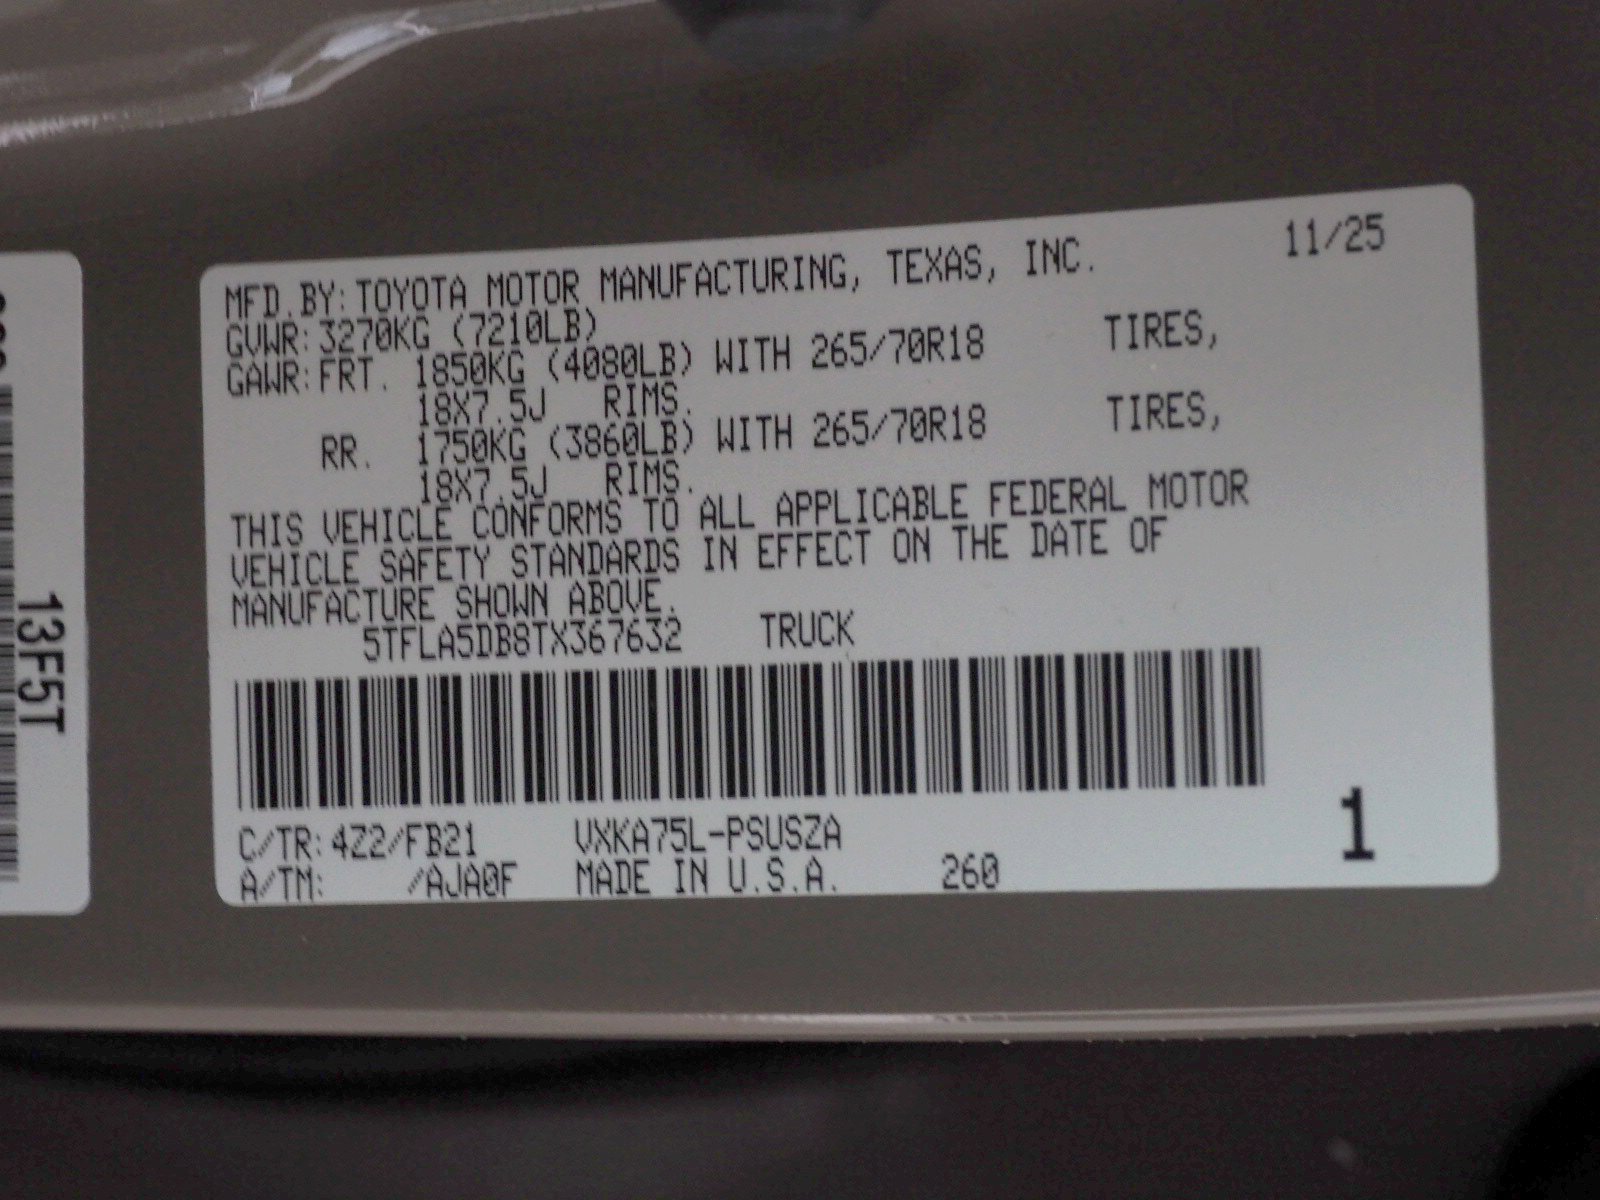 MFD.BY:TOYOTA MOTOR MANUFACTURING, TEXAS, INC. 11/25
GVWR:3270KG (7210LB)
GAWR:FRT. 1850KG (4080LB) WITH 265/70R18 TIRES,
18X7.5J RIMS.
RR. 1750KG (3860LB) WITH 265/70R18 TIRES,
18X7.5J RIMS.
THIS VEHICLE CONFORMS TO ALL APPLICABLE FEDERAL MOTOR
VEHICLE SAFETY STANDARDS IN EFFECT ON THE DATE OF
MANUFACTURE SHOWN ABOVE.
5TFLA5DB8TX367632 TRUCK
C/TR:4Z2/FB21 VXKA75L-PSUSZA
A/TM: /AJA0F MADE IN U.S.A. 260
1
13F5T